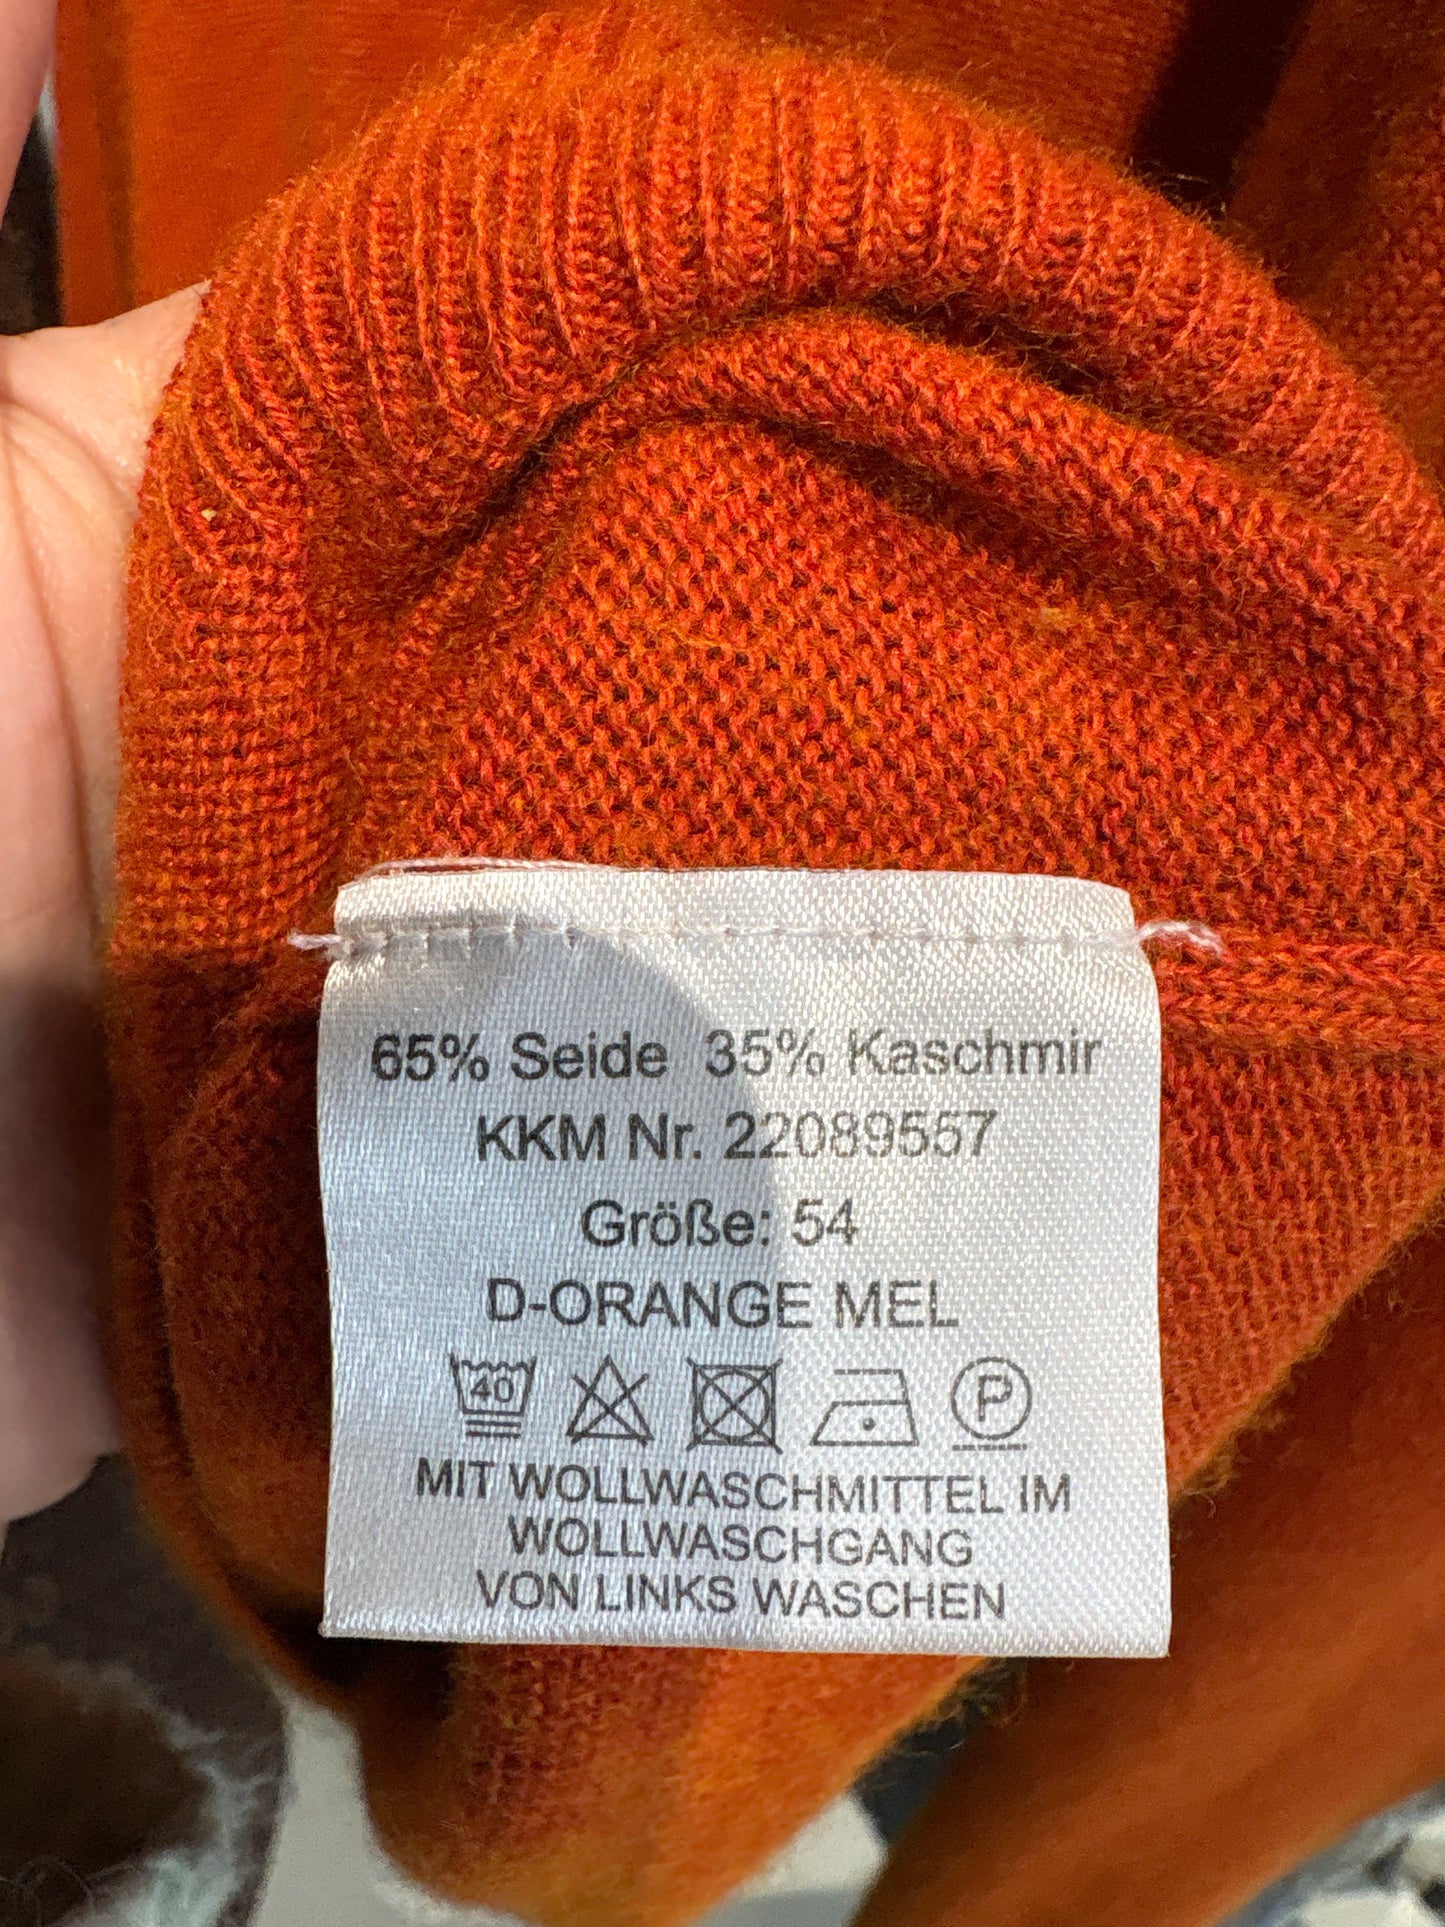 65% Seide 35% Kaschmir
KKM Nr. 22089557
Größe: 54
D-ORANGE MEL
40 P
MIT WOLLWASCHMITTEL IM
WOLLWASCHGANG
VON LINKS WASCHEN